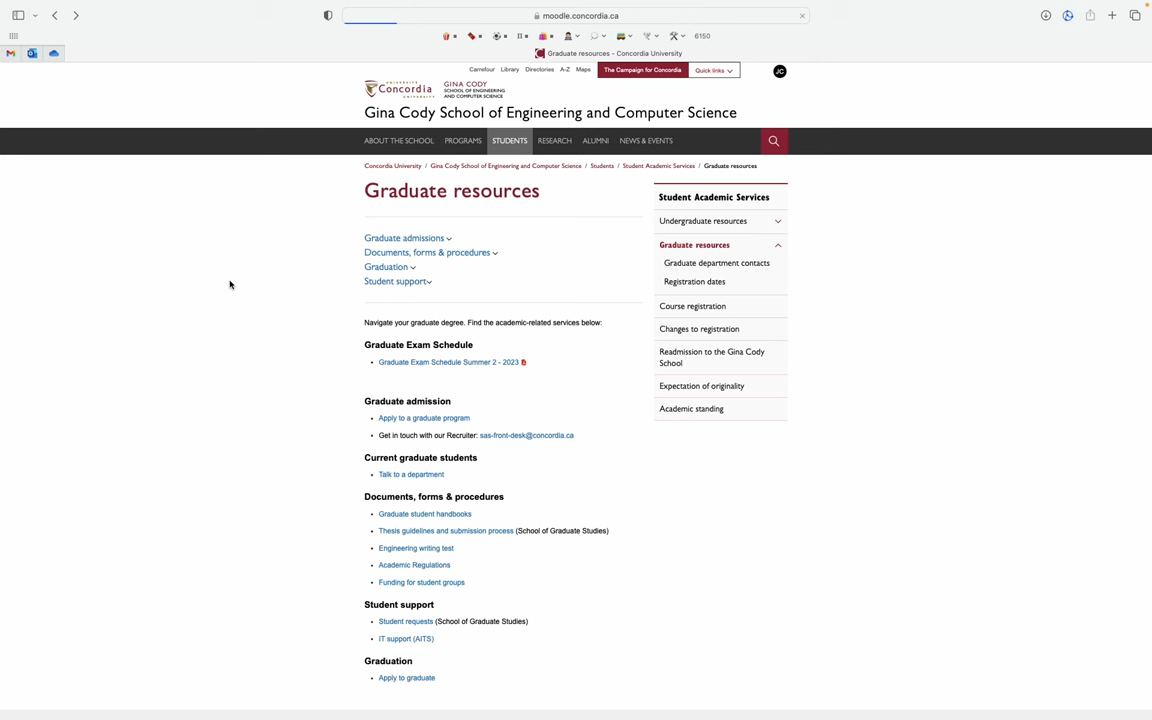 moodle.concordia.ca
6150
Graduate resources – Concordia University
Carrefour Library Directories A-Z Maps The Campaign for Concordia Quick links JC
UNIVERSITÉ
Concordia
UNIVERSITY
GINA CODY
SCHOOL OF ENGINEERING
AND COMPUTER SCIENCE
Gina Cody School of Engineering and Computer Science
ABOUT THE SCHOOL PROGRAMS STUDENTS RESEARCH ALUMNI NEWS & EVENTS
Concordia University / Gina Cody School of Engineering and Computer Science / Students / Student Academic Services / Graduate resources
Graduate resources
Graduate admissions
Documents, forms & procedures
Graduation
Student support
Navigate your graduate degree. Find the academic-related services below:
Graduate Exam Schedule
• Graduate Exam Schedule Summer 2 - 2023
Graduate admission
• Apply to a graduate program
• Get in touch with our Recruiter: sas-front-desk@concordia.ca
Current graduate students
• Talk to a department
Documents, forms & procedures
• Graduate student handbooks
• Thesis guidelines and submission process (School of Graduate Studies)
• Engineering writing test
• Academic Regulations
• Funding for student groups
Student support
• Student requests (School of Graduate Studies)
• IT support (AITS)
Graduation
• Apply to graduate
Student Academic Services
Undergraduate resources
Graduate resources
Graduate department contacts
Registration dates
Course registration
Changes to registration
Readmission to the Gina Cody
School
Expectation of originality
Academic standing